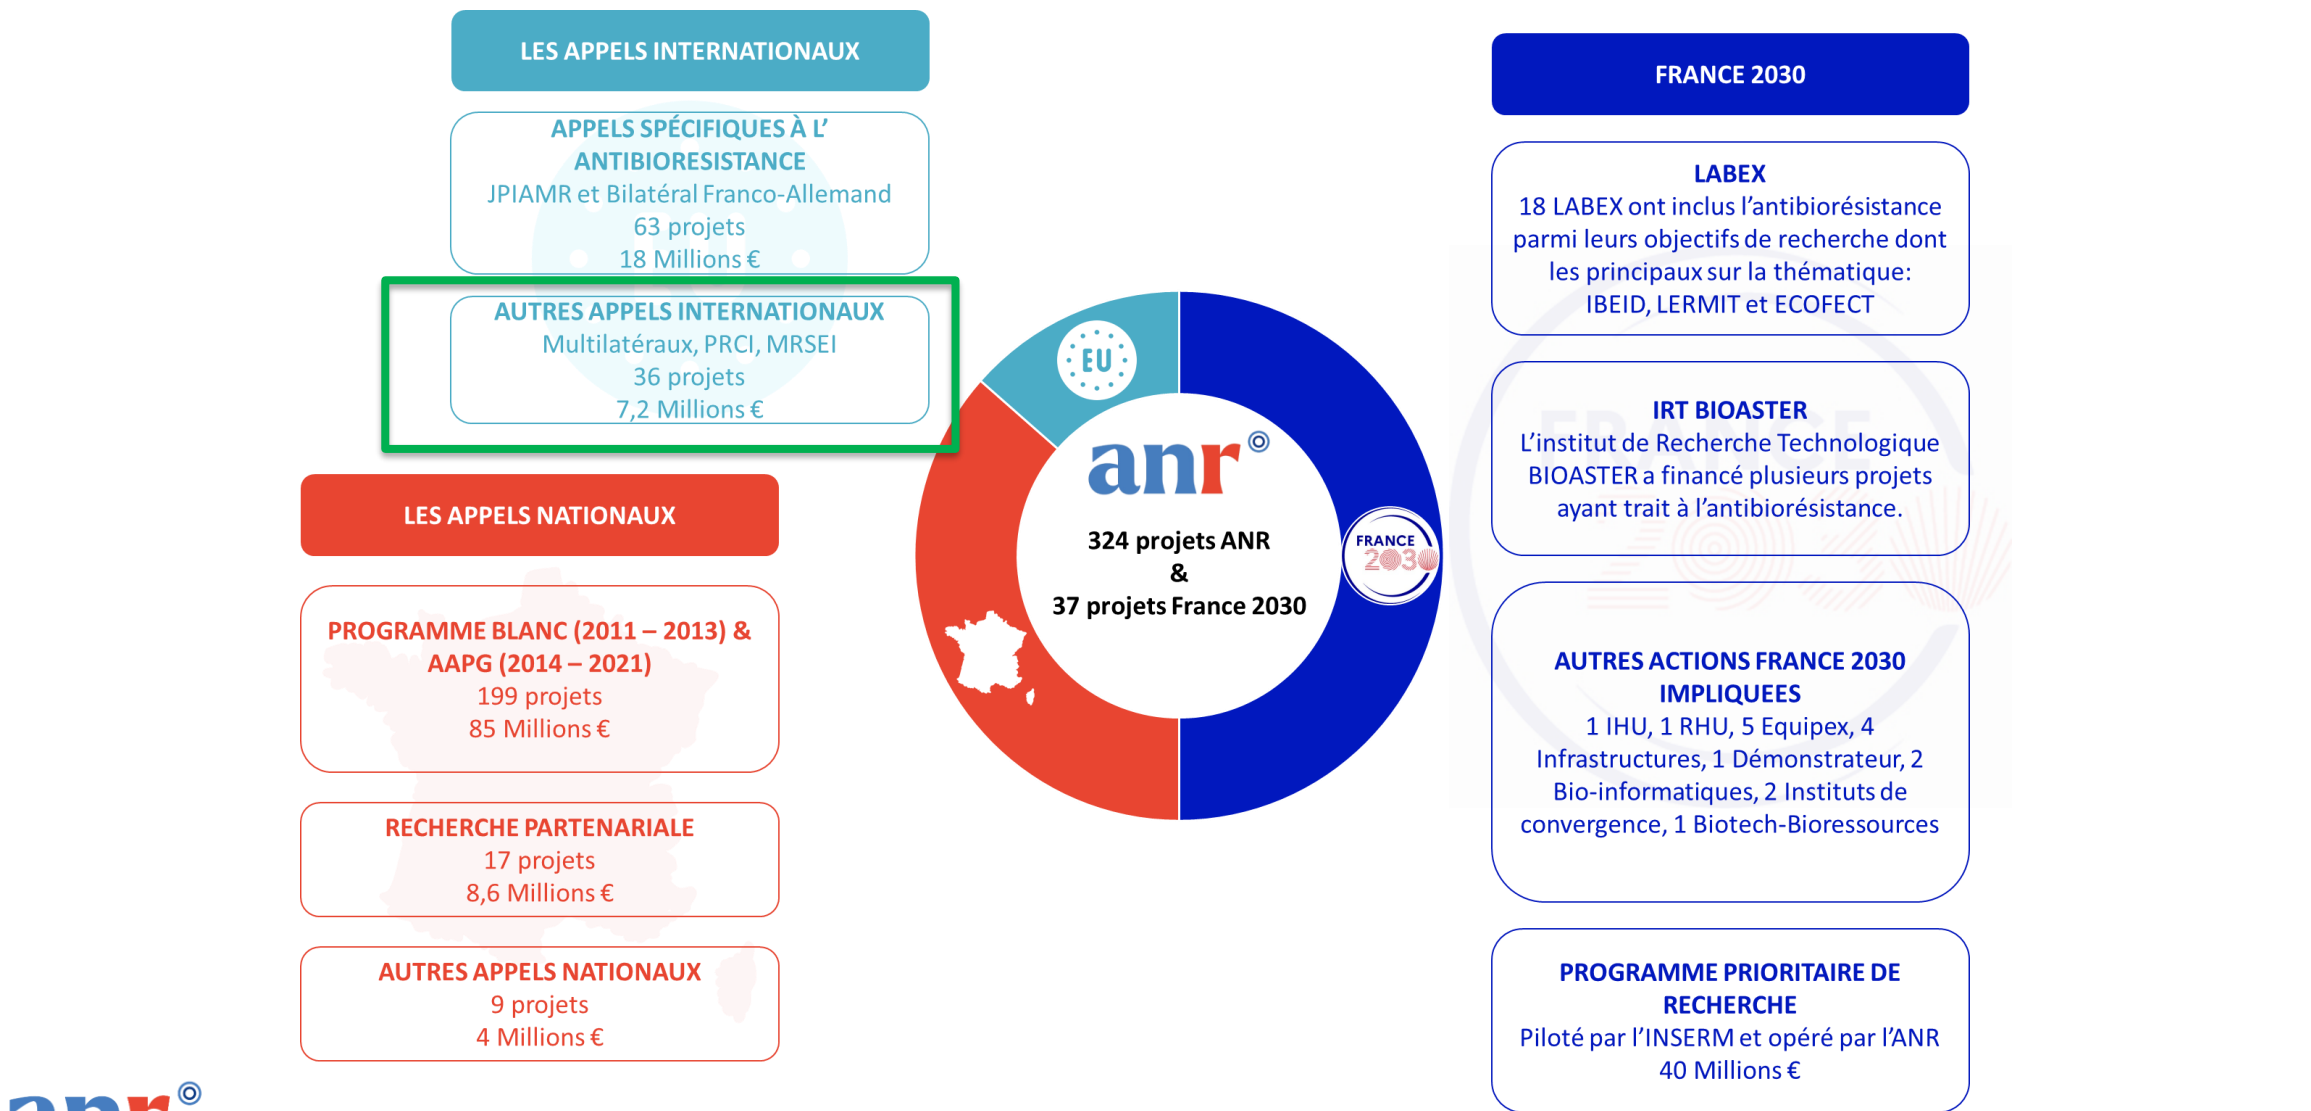 LES APPELS INTERNATIONAUX
APPELS SPÉCIFIQUES À L’
ANTIBIORESISTANCE
JPIAMR et Bilatéral Franco-Allemand
63 projets
18 Millions €
AUTRES APPELS INTERNATIONAUX
Multilatéraux, PRCI, MRSEI
36 projets
7,2 Millions €
LES APPELS NATIONAUX
PROGRAMME BLANC (2011 – 2013) &
AAPG (2014 – 2021)
199 projets
85 Millions €
RECHERCHE PARTENARIALE
17 projets
8,6 Millions €
AUTRES APPELS NATIONAUX
9 projets
4 Millions €
EU
anr
324 projets ANR
&
37 projets France 2030
FRANCE
2030
FRANCE 2030
LABEX
18 LABEX ont inclus l’antibiorésistance
parmi leurs objectifs de recherche dont
les principaux sur la thématique:
IBEID, LERMIT et ECOFECT
IRT BIOASTER
L’institut de Recherche Technologique
BIOASTER a financé plusieurs projets
ayant trait à l’antibiorésistance.
AUTRES ACTIONS FRANCE 2030
IMPLIQUEES
1 IHU, 1 RHU, 5 Equipex, 4
Infrastructures, 1 Démonstrateur, 2
Bio-informatiques, 2 Instituts de
convergence, 1 Biotech-Bioressources
PROGRAMME PRIORITAIRE DE
RECHERCHE
Piloté par l’INSERM et opéré par l’ANR
40 Millions €
FRANCE
2030
anr